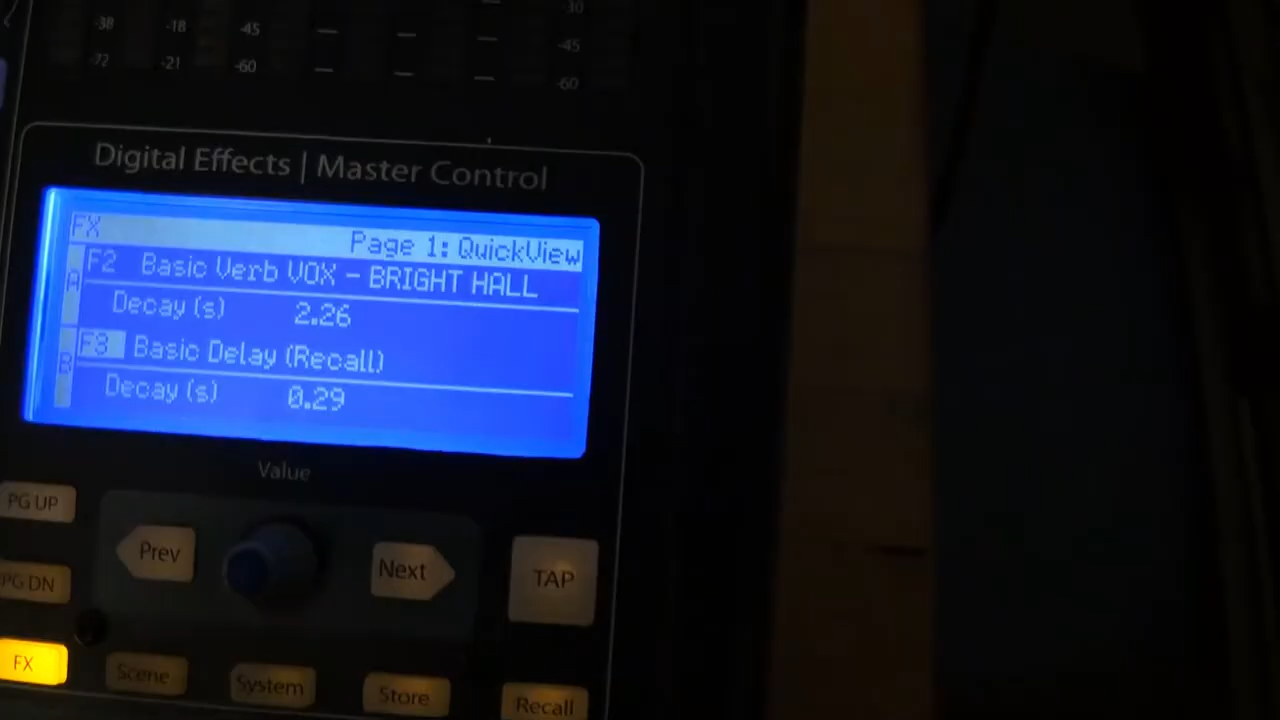 -38 -18 -45 30
-72 -21 -60 -45
-60
Digital Effects | Master Control
FX Page 1: QuickView
A F2 Basic Verb VOX - BRIGHT HALL
Decay (s) 2.26
B F3 Basic Delay (Recall)
Decay (s) 0.29
Value
PG UP
Prev Next TAP
PG DN
FX Scene System Store Recall